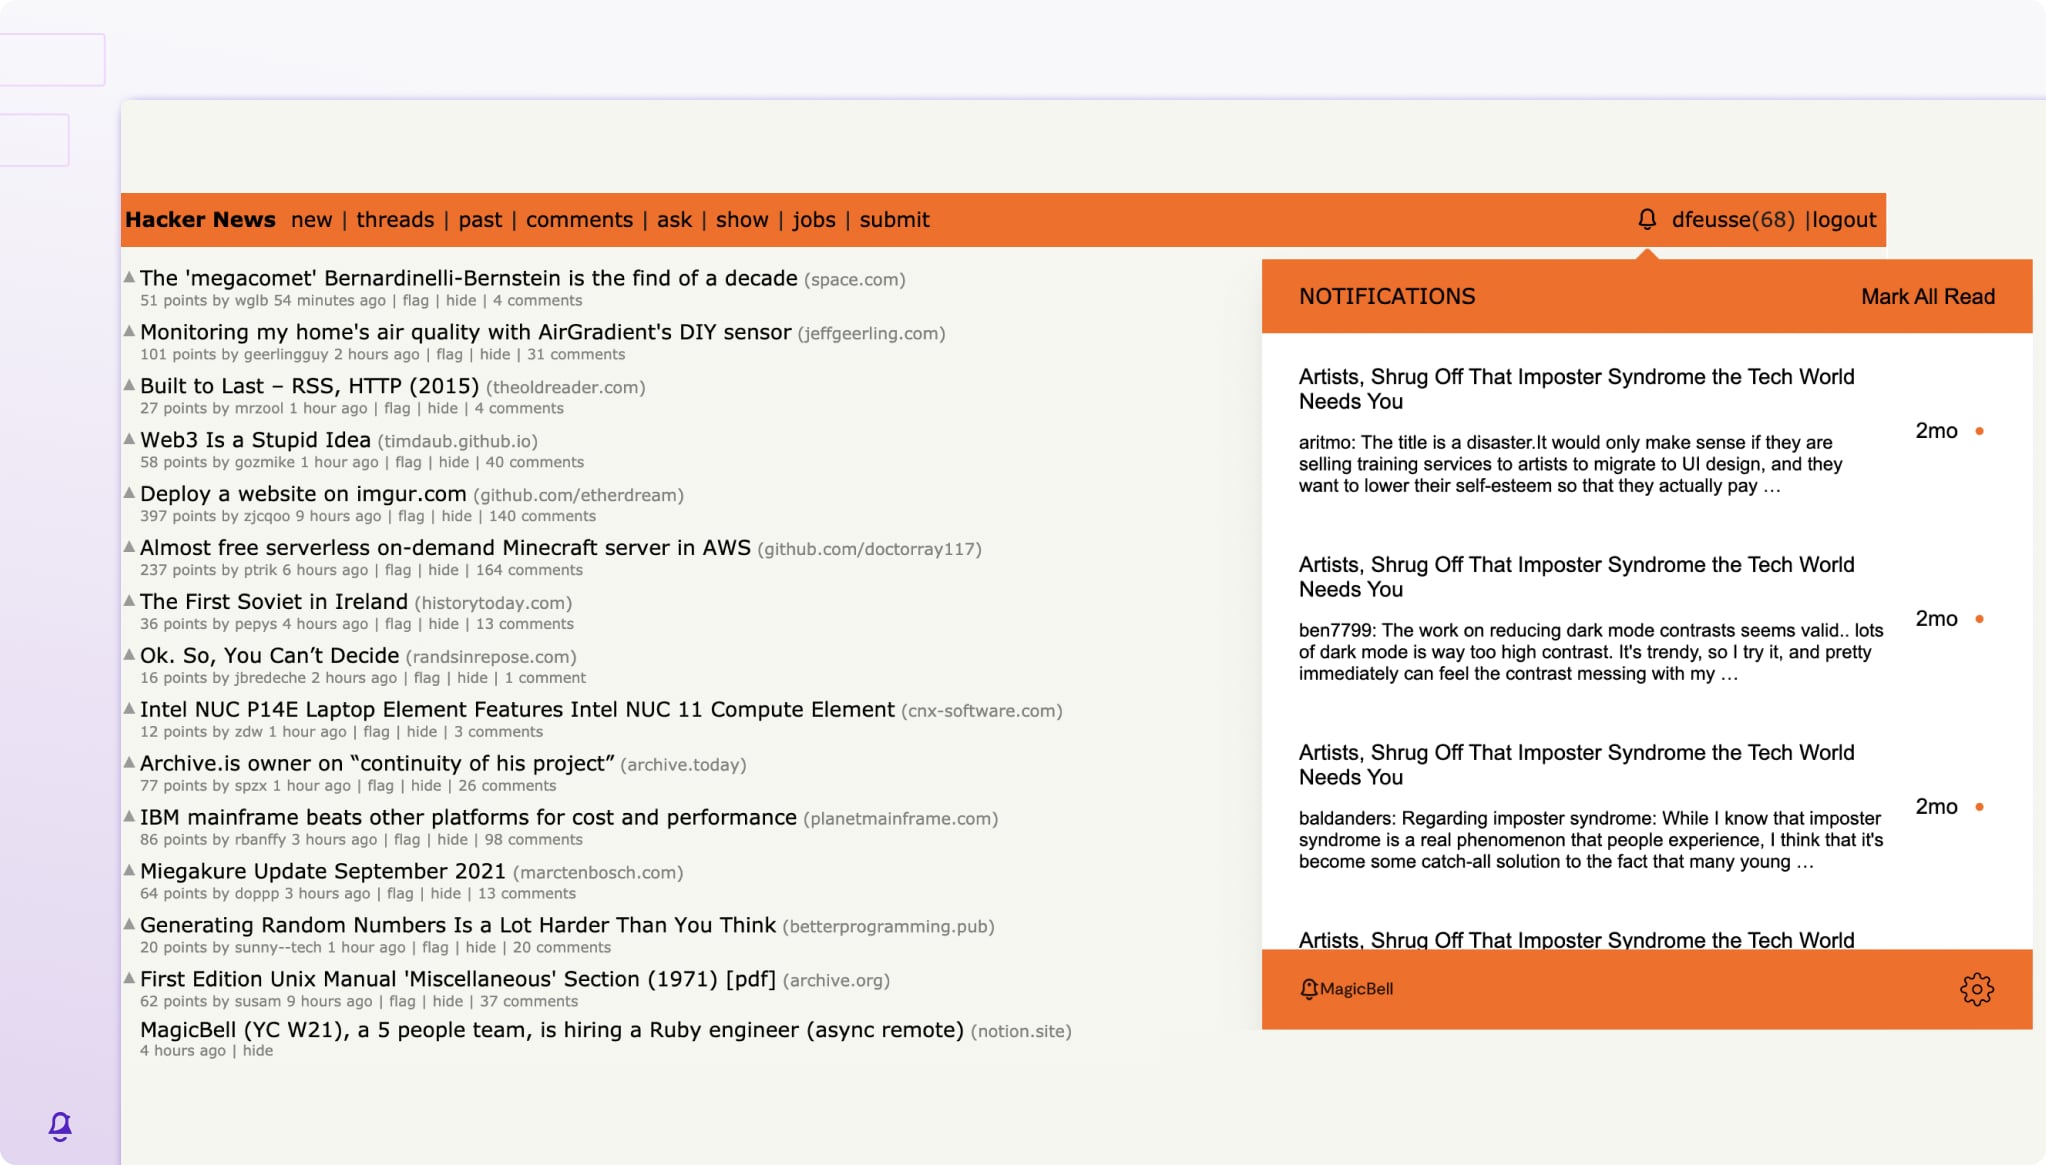 Hacker News new | threads | past | comments | ask | show | jobs | submit
dfeusse(68) |logout
The 'megacomet' Bernardinelli-Bernstein is the find of a decade (space.com)
51 points by wglb 54 minutes ago | flag | hide | 4 comments
Monitoring my home's air quality with AirGradient's DIY sensor (jeffgeerling.com)
101 points by geerlingguy 2 hours ago | flag | hide | 31 comments
Built to Last – RSS, HTTP (2015) (theoldreader.com)
27 points by mrzool 1 hour ago | flag | hide | 4 comments
Web3 Is a Stupid Idea (timdaub.github.io)
58 points by gozmike 1 hour ago | flag | hide | 40 comments
Deploy a website on imgur.com (github.com/etherdream)
397 points by zjcqoo 9 hours ago | flag | hide | 140 comments
Almost free serverless on-demand Minecraft server in AWS (github.com/doctorray117)
237 points by ptrik 6 hours ago | flag | hide | 164 comments
The First Soviet in Ireland (historytoday.com)
36 points by pepys 4 hours ago | flag | hide | 13 comments
Ok. So, You Can’t Decide (randsinrepose.com)
16 points by jbredeche 2 hours ago | flag | hide | 1 comment
Intel NUC P14E Laptop Element Features Intel NUC 11 Compute Element (cnx-software.com)
12 points by zdw 1 hour ago | flag | hide | 3 comments
Archive.is owner on “continuity of his project” (archive.today)
77 points by spzx 1 hour ago | flag | hide | 26 comments
IBM mainframe beats other platforms for cost and performance (planetmainframe.com)
86 points by rbanffy 3 hours ago | flag | hide | 98 comments
Miegakure Update September 2021 (marctenbosch.com)
64 points by doppp 3 hours ago | flag | hide | 13 comments
Generating Random Numbers Is a Lot Harder Than You Think (betterprogramming.pub)
20 points by sunny--tech 1 hour ago | flag | hide | 20 comments
First Edition Unix Manual 'Miscellaneous' Section (1971) [pdf] (archive.org)
62 points by susam 9 hours ago | flag | hide | 37 comments
MagicBell (YC W21), a 5 people team, is hiring a Ruby engineer (async remote) (notion.site)
4 hours ago | hide
NOTIFICATIONS
Mark All Read
Artists, Shrug Off That Imposter Syndrome the Tech World
Needs You
aritmo: The title is a disaster.It would only make sense if they are
selling training services to artists to migrate to UI design, and they
want to lower their self-esteem so that they actually pay …
2mo
Artists, Shrug Off That Imposter Syndrome the Tech World
Needs You
ben7799: The work on reducing dark mode contrasts seems valid.. lots
of dark mode is way too high contrast. It's trendy, so I try it, and pretty
immediately can feel the contrast messing with my …
2mo
Artists, Shrug Off That Imposter Syndrome the Tech World
Needs You
baldanders: Regarding imposter syndrome: While I know that imposter
syndrome is a real phenomenon that people experience, I think that it's
become some catch-all solution to the fact that many young …
2mo
Artists, Shrug Off That Imposter Syndrome the Tech World
MagicBell